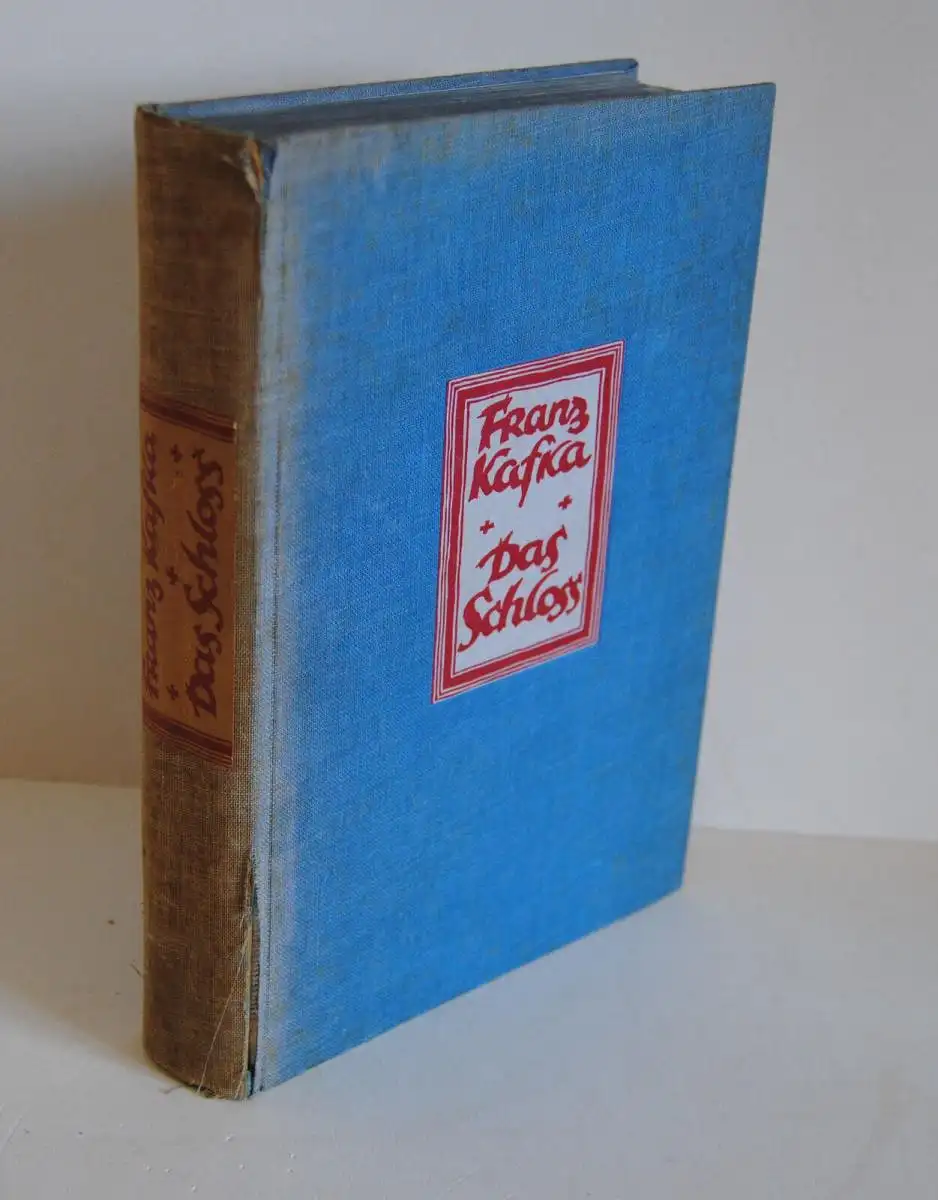 Franz
Kafka
+ +
Das
Schloss
Franz Kafka
+ + + +
Das Schloss